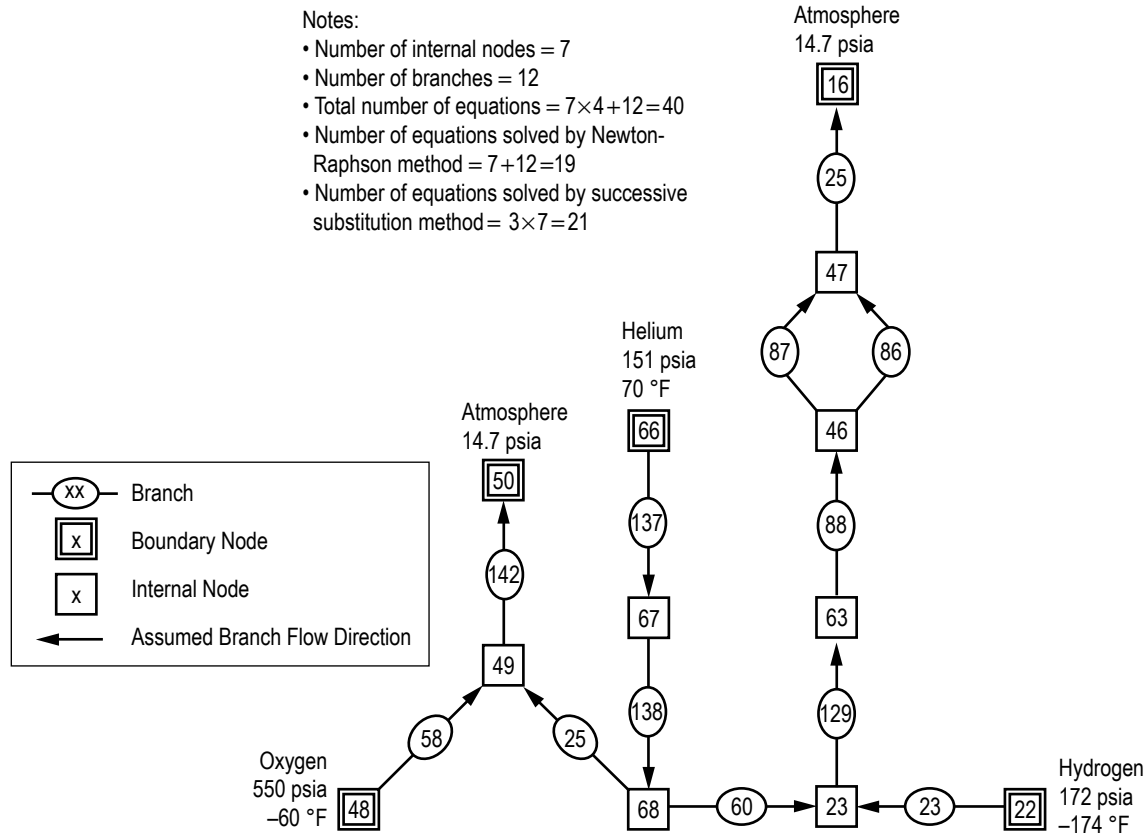 Notes:
• Number of internal nodes = 7
• Number of branches = 12
• Total number of equations = 7×4+12=40
• Number of equations solved by Newton-
Raphson method = 7+12=19
• Number of equations solved by successive
substitution method = 3×7=21
Atmosphere
14.7 psia
16
25
47
87
86
46
88
63
129
Helium
151 psia
70 °F
66
137
67
138
68
Atmosphere
14.7 psia
50
142
49
58
25
Oxygen
550 psia
–60 °F
48
60
23
23
22
Hydrogen
172 psia
–174 °F
xx Branch
x Boundary Node
x Internal Node
Assumed Branch Flow Direction